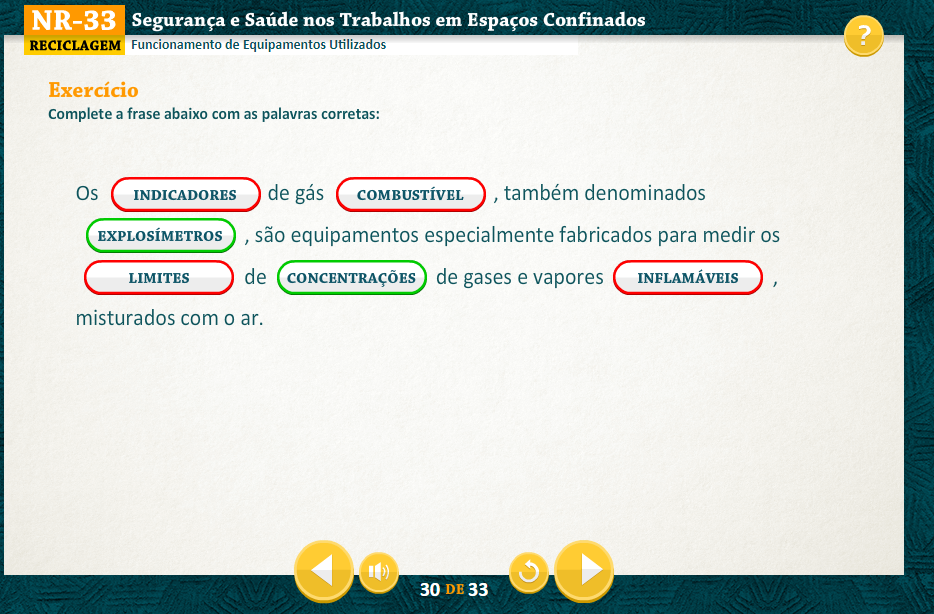 NR-33 Segurança e Saúde nos Trabalhos em Espaços Confinados
RECICLAGEM Funcionamento de Equipamentos Utilizados
?
Exercício
Complete a frase abaixo com as palavras corretas:
Os INDICADORES de gás COMBUSTÍVEL , também denominados
EXPLOSÍMETROS , são equipamentos especialmente fabricados para medir os
LIMITES de CONCENTRAÇÕES de gases e vapores INFLAMÁVEIS ,
misturados com o ar.
30 DE 33